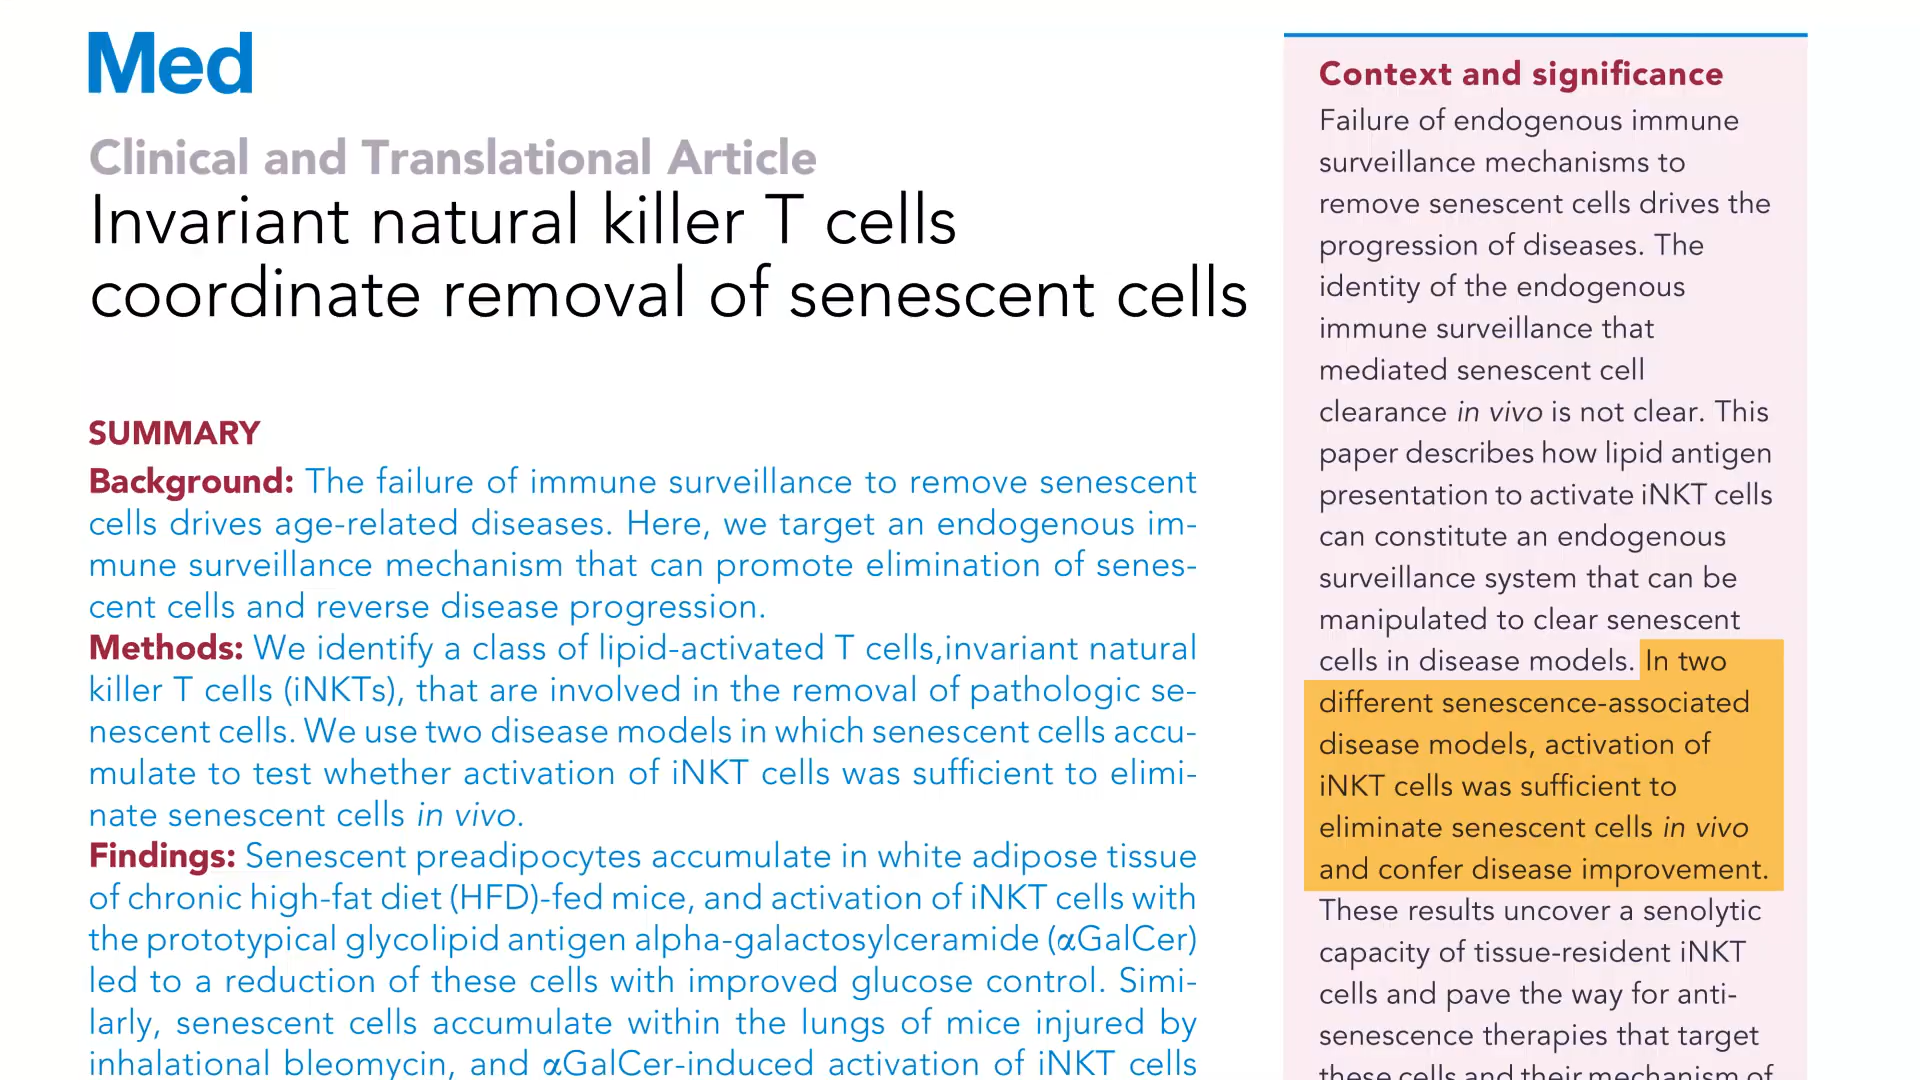 Med
Clinical and Translational Article
Invariant natural killer T cells
coordinate removal of senescent cells
SUMMARY
Background: The failure of immune surveillance to remove senescent
cells drives age-related diseases. Here, we target an endogenous im-
mune surveillance mechanism that can promote elimination of senes-
cent cells and reverse disease progression.
Methods: We identify a class of lipid-activated T cells,invariant natural
killer T cells (iNKTs), that are involved in the removal of pathologic se-
nescent cells. We use two disease models in which senescent cells accu-
mulate to test whether activation of iNKT cells was sufficient to elimi-
nate senescent cells in vivo.
Findings: Senescent preadipocytes accumulate in white adipose tissue
of chronic high-fat diet (HFD)-fed mice, and activation of iNKT cells with
the prototypical glycolipid antigen alpha-galactosylceramide (αGalCer)
led to a reduction of these cells with improved glucose control. Simi-
larly, senescent cells accumulate within the lungs of mice injured by
inhalational bleomycin, and αGalCer-induced activation of iNKT cells
Context and significance
Failure of endogenous immune
surveillance mechanisms to
remove senescent cells drives the
progression of diseases. The
identity of the endogenous
immune surveillance that
mediated senescent cell
clearance in vivo is not clear. This
paper describes how lipid antigen
presentation to activate iNKT cells
can constitute an endogenous
surveillance system that can be
manipulated to clear senescent
cells in disease models. In two
different senescence-associated
disease models, activation of
iNKT cells was sufficient to
eliminate senescent cells in vivo
and confer disease improvement.
These results uncover a senolytic
capacity of tissue-resident iNKT
cells and pave the way for anti-
senescence therapies that target
these cells and their mechanism of